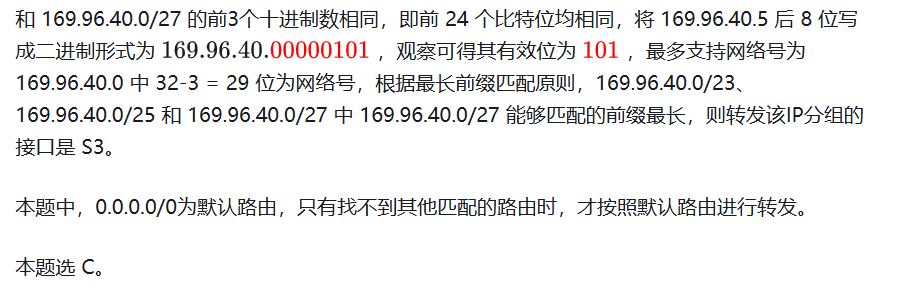 和 169.96.40.0/27 的前3个十进制数相同，即前 24 个比特位均相同，将 169.96.40.5 后 8 位写
成二进制形式为 169.96.40.00000101 ，观察可得其有效位为 101 ，最多支持网络号为
169.96.40.0 中 32-3 = 29 位为网络号，根据最长前缀匹配原则，169.96.40.0/23、
169.96.40.0/25 和 169.96.40.0/27 中 169.96.40.0/27 能够匹配的前缀最长，则转发该IP分组的
接口是 S3。
本题中，0.0.0.0/0为默认路由，只有找不到其他匹配的路由时，才按照默认路由进行转发。
本题选 C。